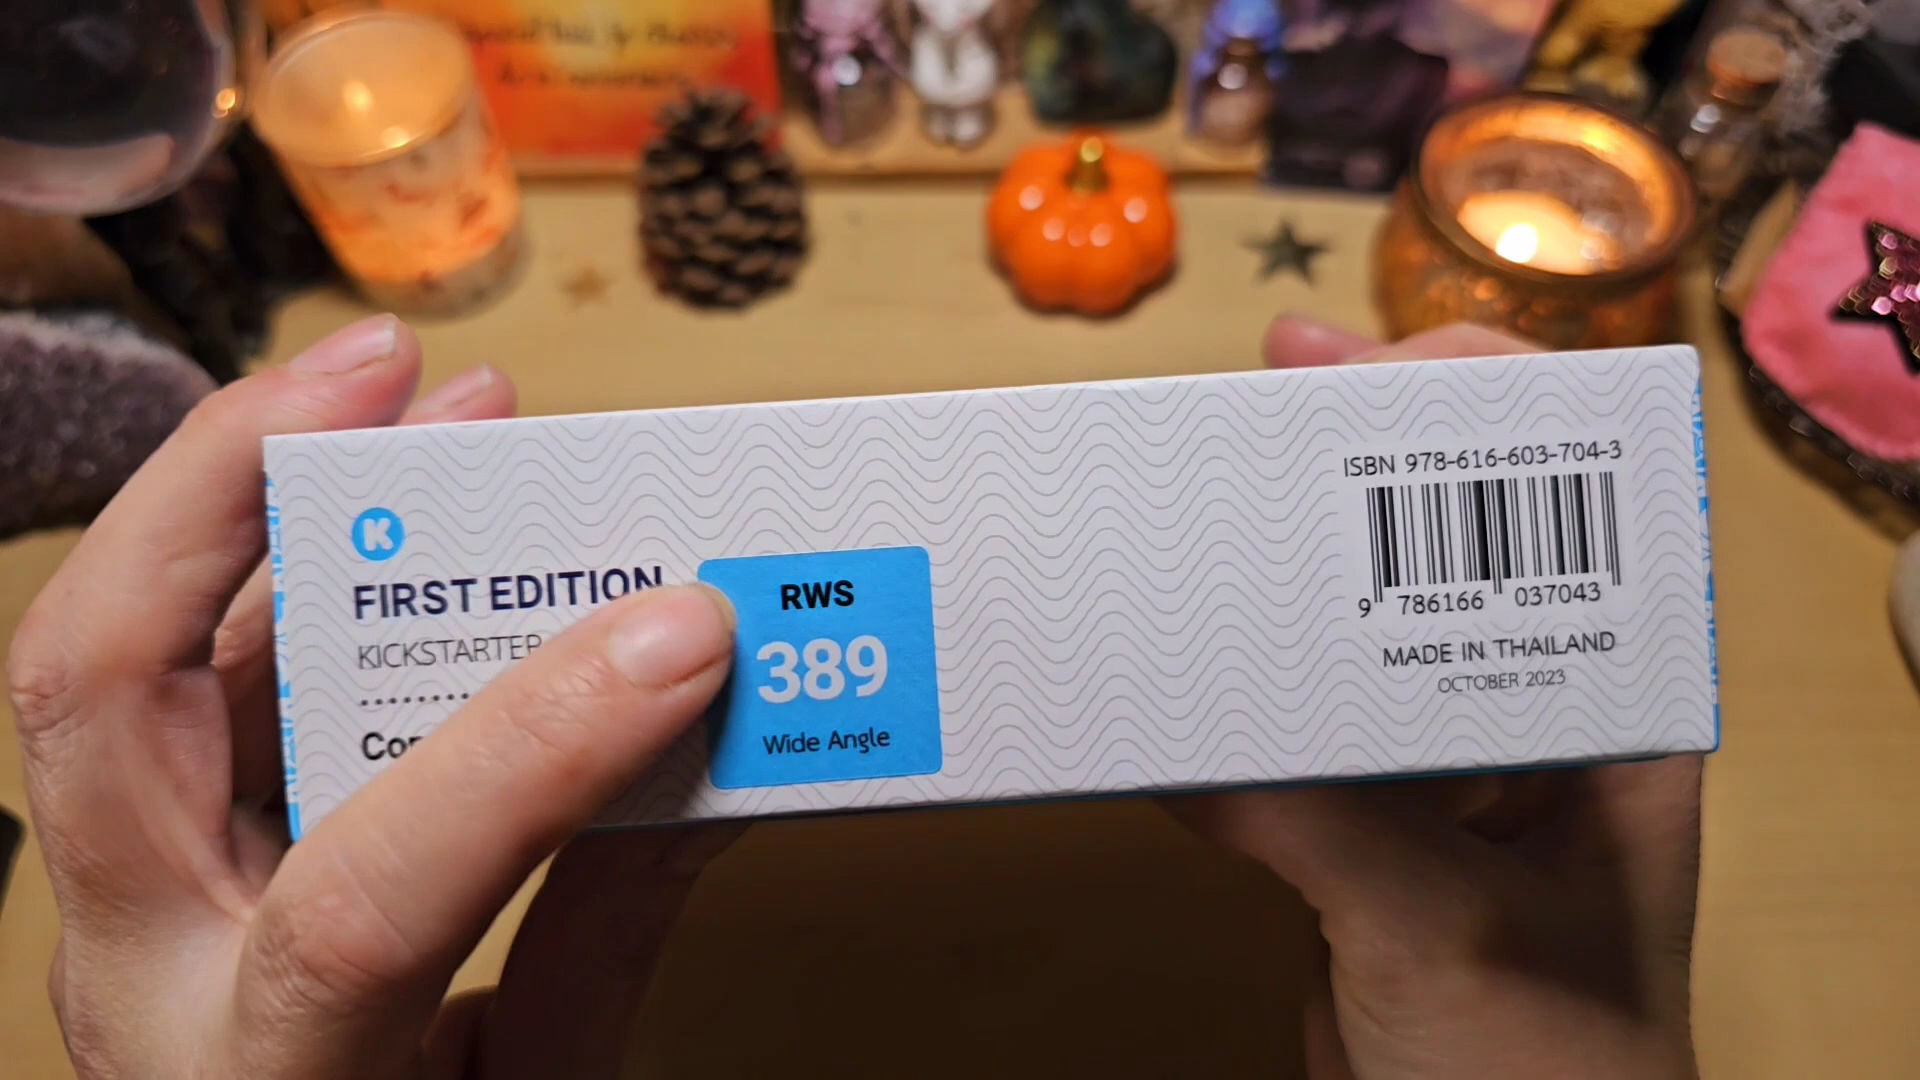 K
FIRST EDITION
KICKSTARTER
RWS
389
Wide Angle
ISBN 978-616-603-704-3
9 786166 037043
MADE IN THAILAND
OCTOBER 2023